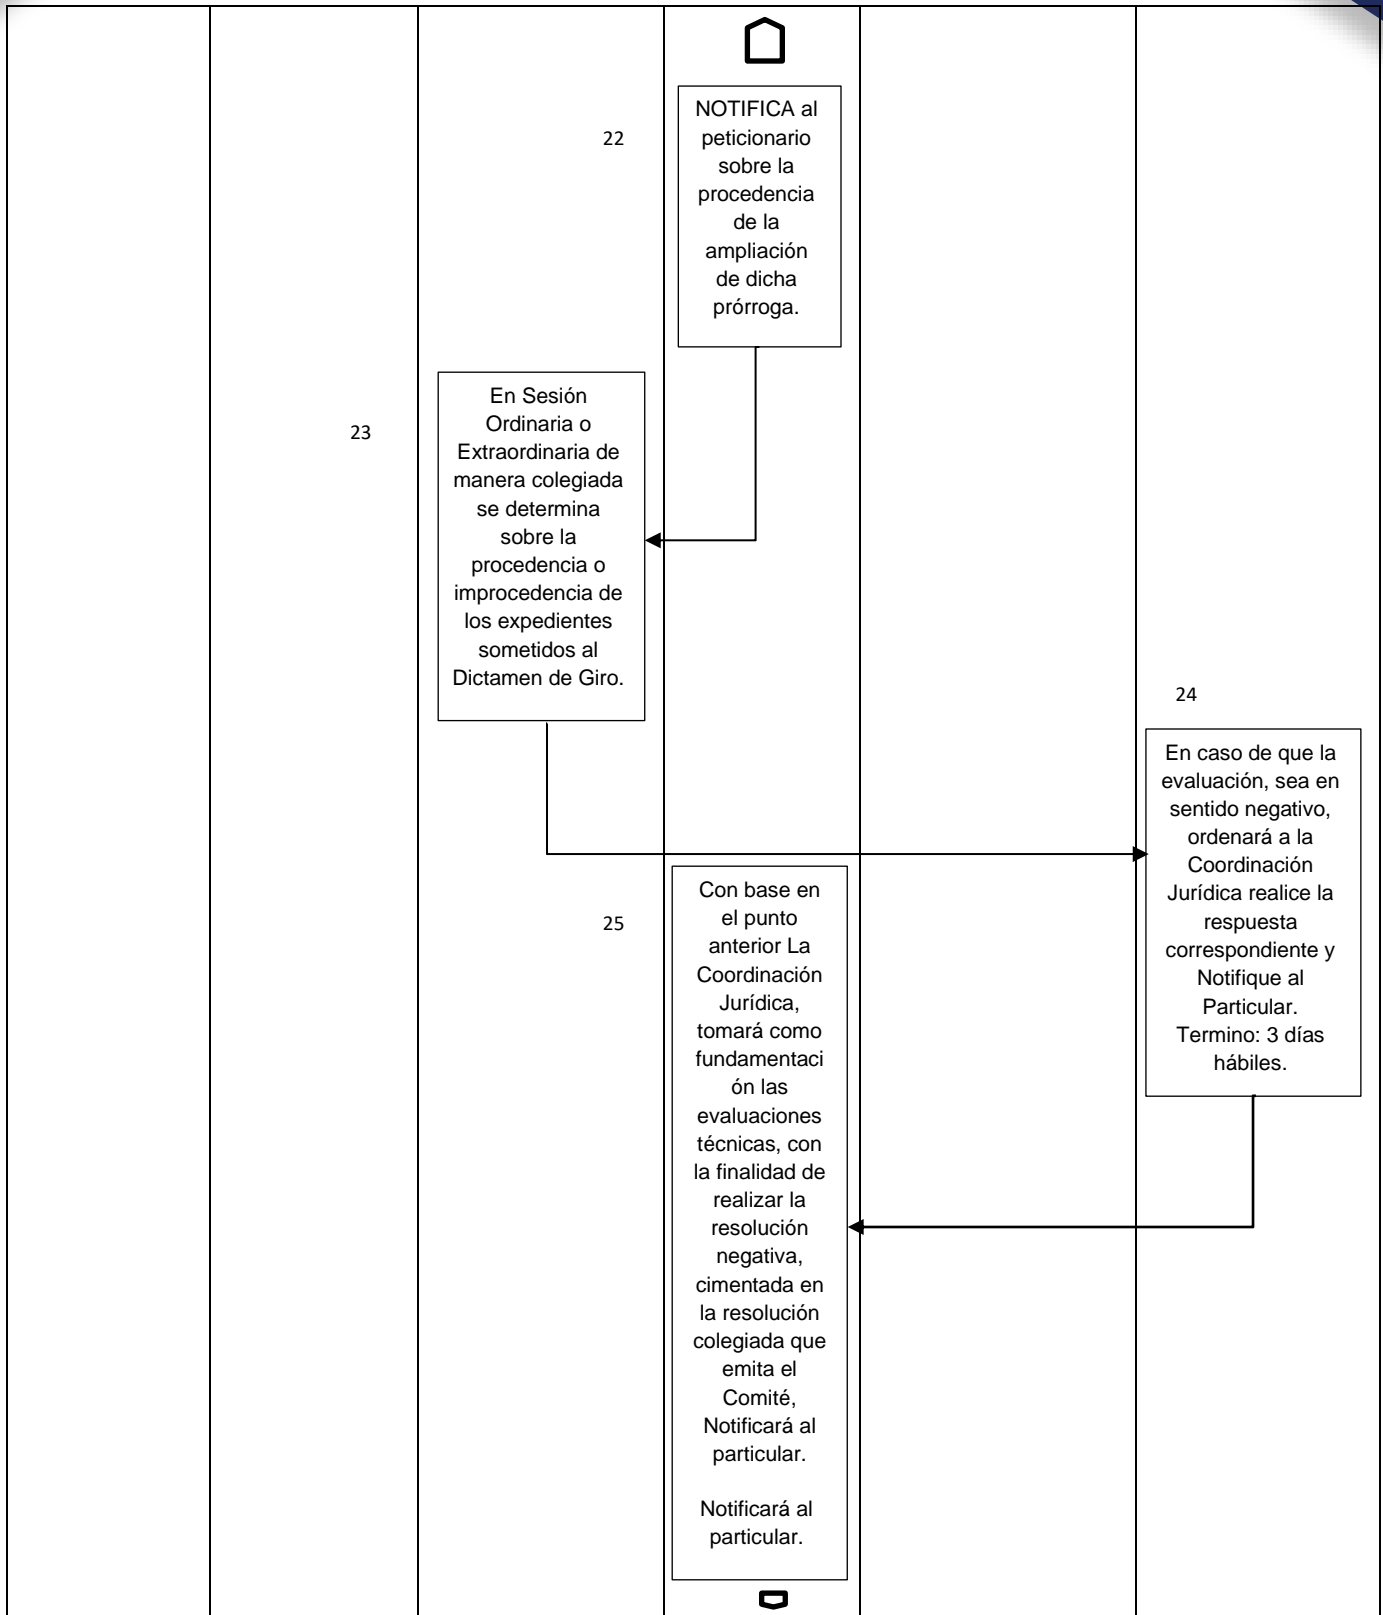 22
NOTIFICA al
peticionario
sobre la
procedencia
de la
ampliación
de dicha
prórroga.
23
En Sesión
Ordinaria o
Extraordinaria de
manera colegiada
se determina
sobre la
procedencia o
improcedencia de
los expedientes
sometidos al
Dictamen de Giro.
24
En caso de que la
evaluación, sea en
sentido negativo,
ordenará a la
Coordinación
Jurídica realice la
respuesta
correspondiente y
Notifique al
Particular.
Termino: 3 días
hábiles.
25
Con base en
el punto
anterior La
Coordinación
Jurídica,
tomará como
fundamentaci
ón las
evaluaciones
técnicas, con
la finalidad de
realizar la
resolución
negativa,
cimentada en
la resolución
colegiada que
emita el
Comité,
Notificará al
particular.
Notificará al
particular.